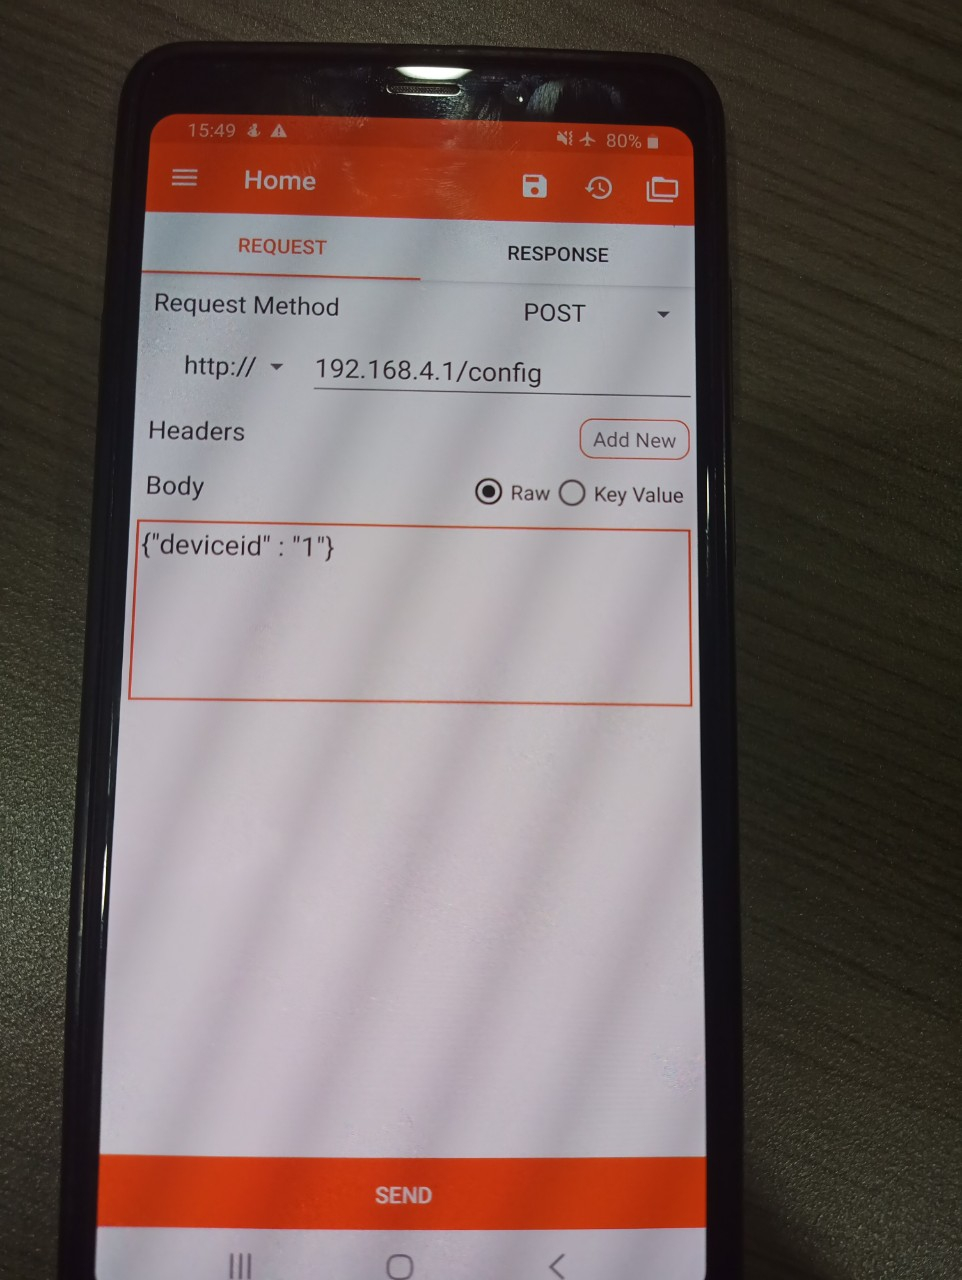 15:49 80%
Home
REQUEST RESPONSE
Request Method POST
http:// 192.168.4.1/config
Headers Add New
Body Raw Key Value
{"deviceid" : "1"}
SEND